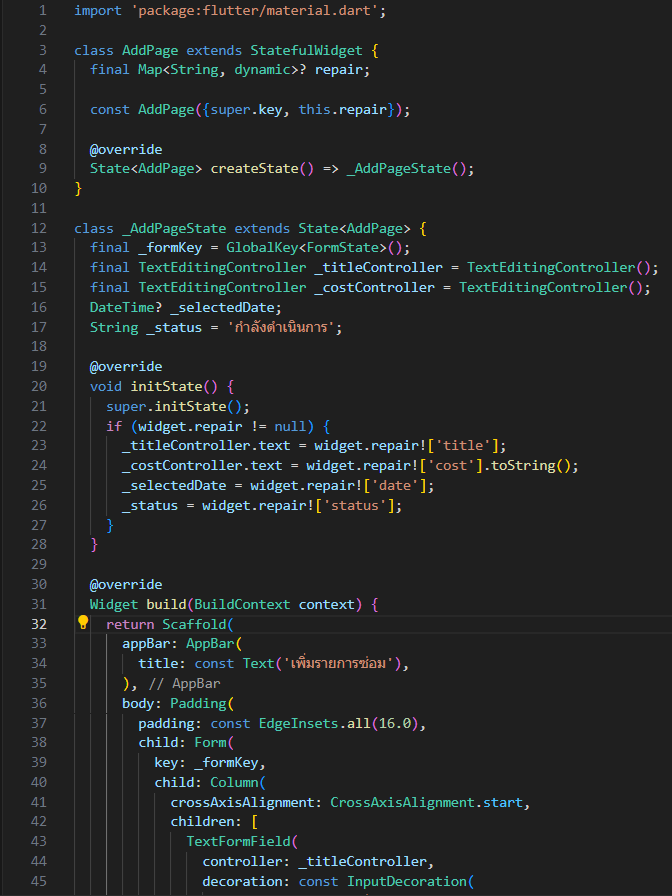 1 import 'package:flutter/material.dart';
2
3 class AddPage extends StatefulWidget {
4   final Map<String, dynamic>? repair;
5
6   const AddPage({super.key, this.repair});
7
8   @override
9   State<AddPage> createState() => _AddPageState();
10 }
11
12 class _AddPageState extends State<AddPage> {
13   final _formKey = GlobalKey<FormState>();
14   final TextEditingController _titleController = TextEditingController();
15   final TextEditingController _costController = TextEditingController();
16   DateTime? _selectedDate;
17   String _status = 'กำลังดำเนินการ';
18
19   @override
20   void initState() {
21     super.initState();
22     if (widget.repair != null) {
23       _titleController.text = widget.repair!['title'];
24       _costController.text = widget.repair!['cost'].toString();
25       _selectedDate = widget.repair!['date'];
26       _status = widget.repair!['status'];
27     }
28   }
29
30   @override
31   Widget build(BuildContext context) {
32     return Scaffold(
33       appBar: AppBar(
34         title: const Text('เพิ่มรายการซ่อม'),
35       ), // AppBar
36       body: Padding(
37         padding: const EdgeInsets.all(16.0),
38         child: Form(
39           key: _formKey,
40           child: Column(
41             crossAxisAlignment: CrossAxisAlignment.start,
42             children: [
43               TextFormField(
44                 controller: _titleController,
45                 decoration: const InputDecoration(